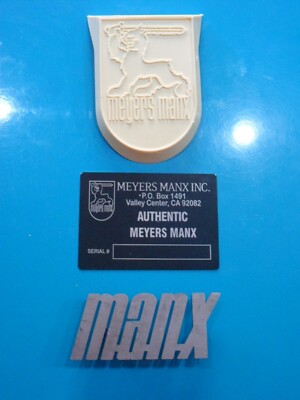 meyers manx
MEYERS MANX INC.
•P.O. Box 1491
Valley Center, CA 92082
AUTHENTIC
MEYERS MANX
SERIAL #
manx